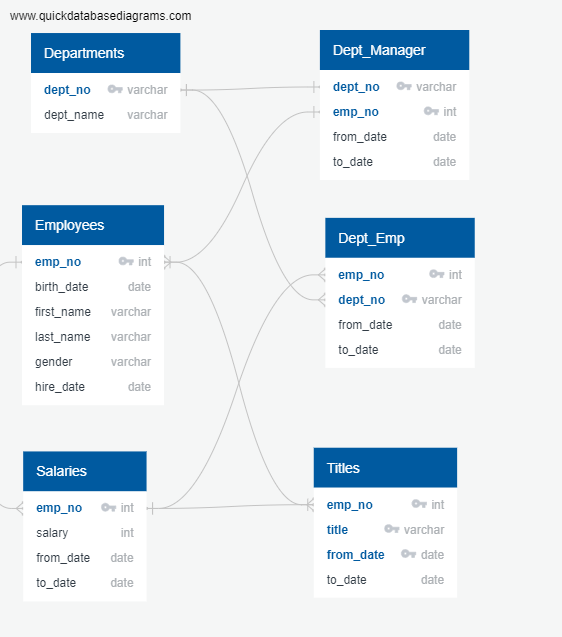 www.quickdatabasediagrams.com
Departments
dept_no varchar
dept_name varchar
Dept_Manager
dept_no varchar
emp_no int
from_date date
to_date date
Employees
emp_no int
birth_date date
first_name varchar
last_name varchar
gender varchar
hire_date date
Dept_Emp
emp_no int
dept_no varchar
from_date date
to_date date
Salaries
emp_no int
salary int
from_date date
to_date date
Titles
emp_no int
title varchar
from_date date
to_date date